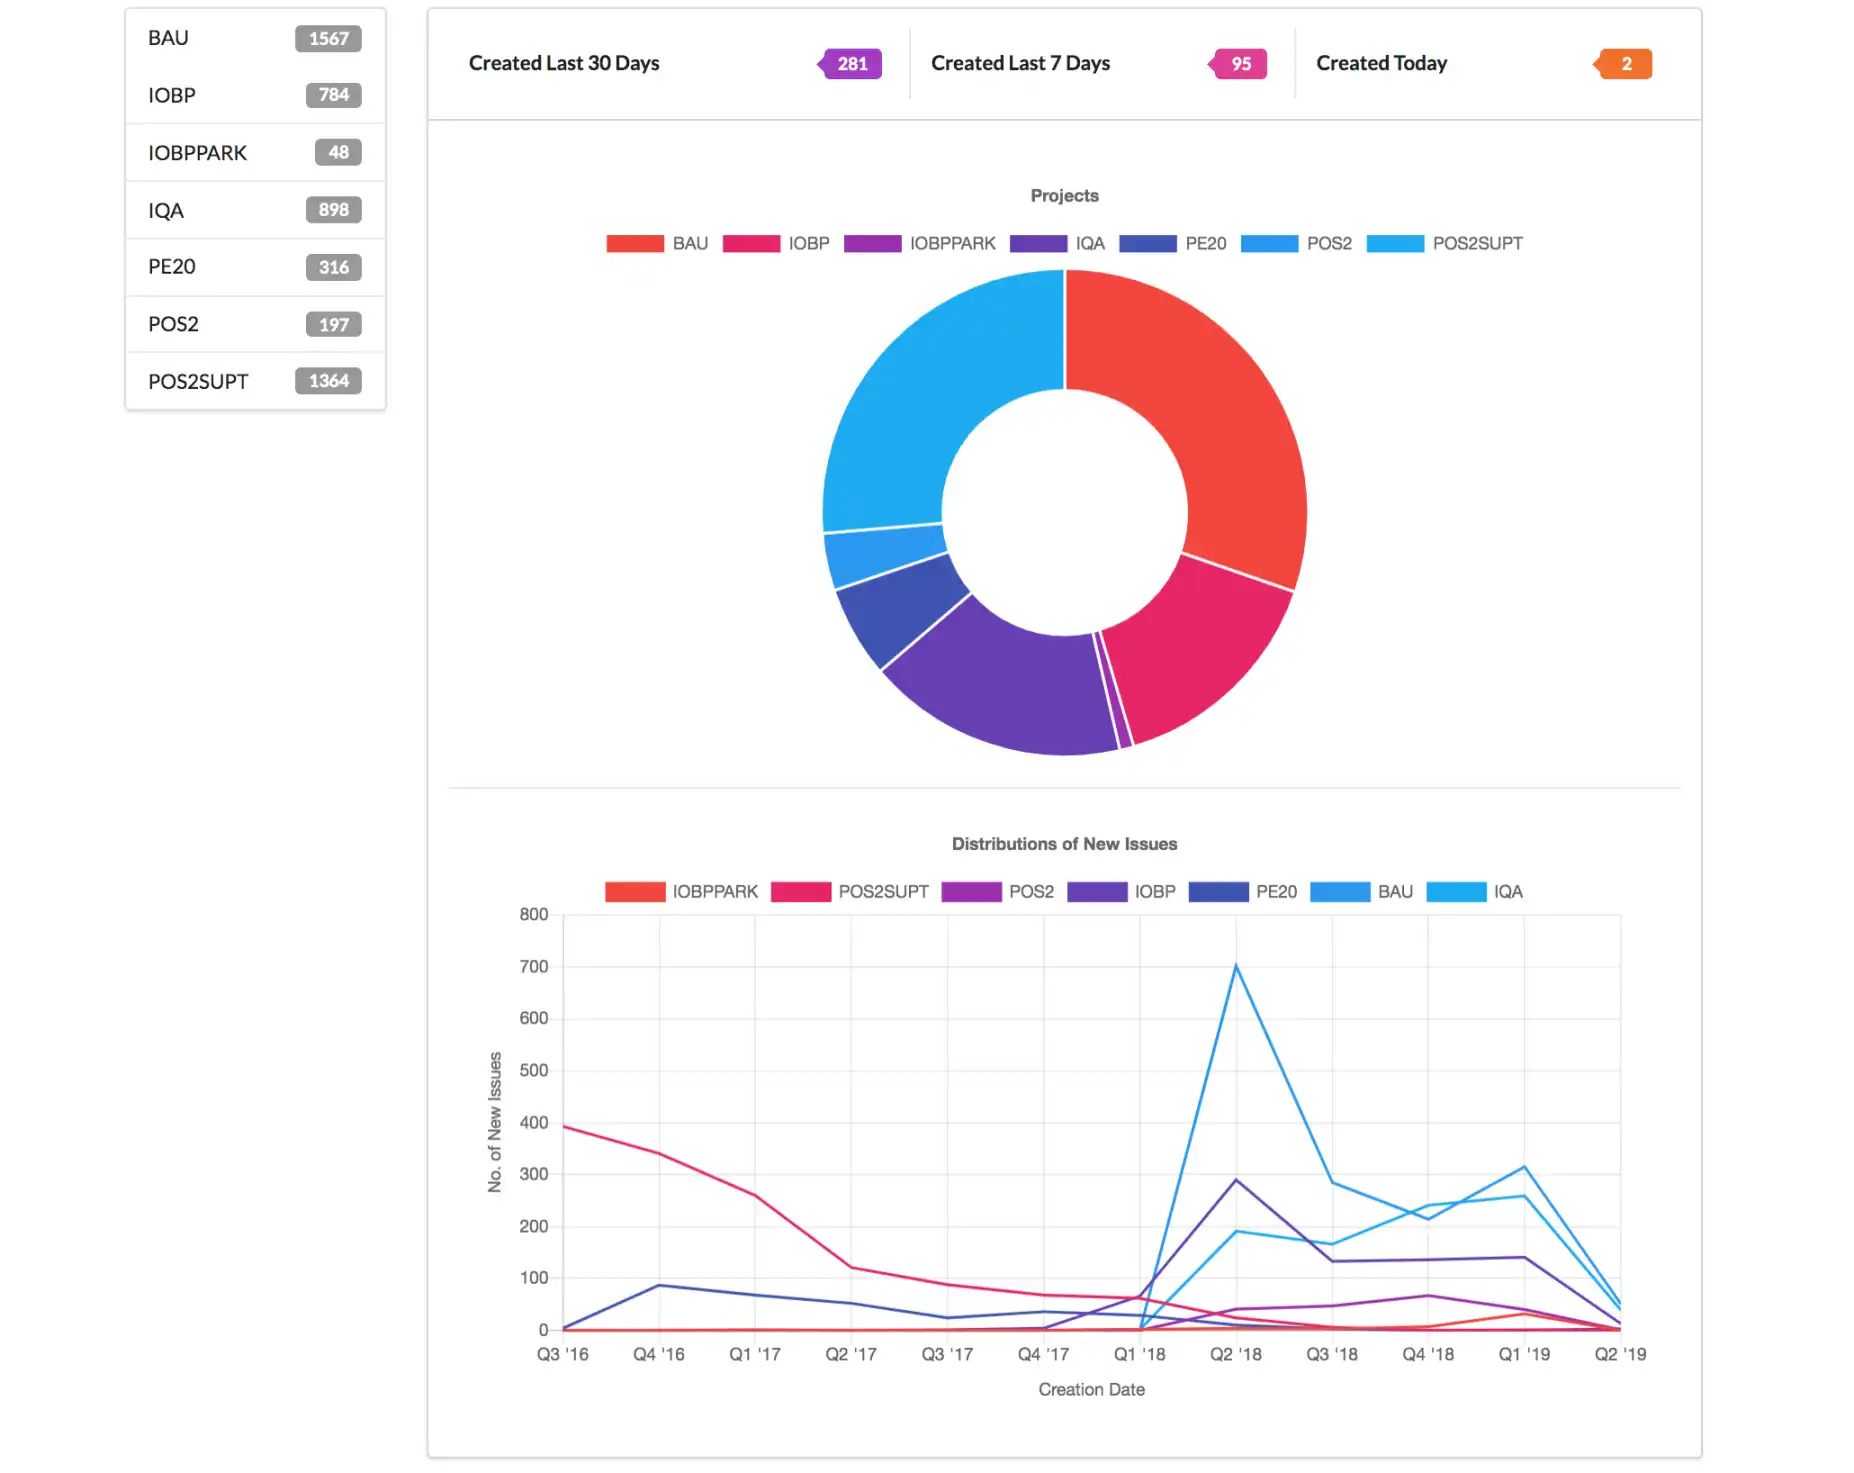 BAU 1567
IOBP 784
IOBPPARK 48
IQA 898
PE20 316
POS2 197
POS2SUPT 1364
Created Last 30 Days 281 Created Last 7 Days 95 Created Today 2
Projects
BAU IOBP IOBPPARK IQA PE20 POS2 POS2SUPT
Distributions of New Issues
IOBPPARK POS2SUPT POS2 IOBP PE20 BAU IQA
800
700
600
500
400
300
200
100
0
No. of New Issues
Q3 '16 Q4 '16 Q1 '17 Q2 '17 Q3 '17 Q4 '17 Q1 '18 Q2 '18 Q3 '18 Q4 '18 Q1 '19 Q2 '19
Creation Date